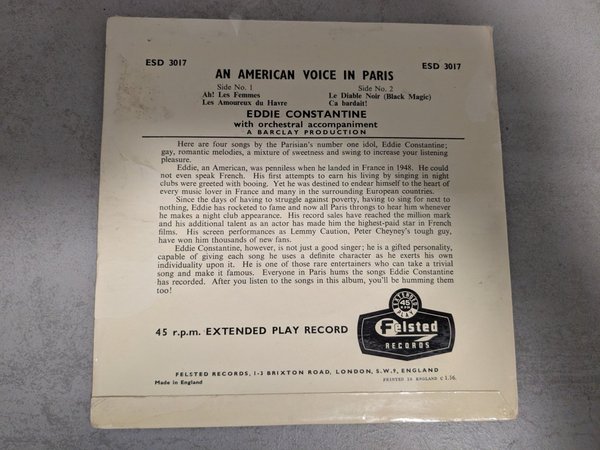 ESD 3017
ESD 3017
AN AMERICAN VOICE IN PARIS
Side No. 1
Ah! Les Femmes
Les Amoureux du Havre
Side No. 2
Le Diable Noir (Black Magic)
Ca bardait!
EDDIE CONSTANTINE
with orchestral accompaniment
A BARCLAY PRODUCTION
Here are four songs by the Parisian's number one idol, Eddie Constantine;
gay, romantic melodies, a mixture of sweetness and swing to increase your listening
pleasure.
Eddie, an American, was penniless when he landed in France in 1948. He could
not even speak French. His first attempts to earn his living by singing in night
clubs were greeted with booing. Yet he was destined to endear himself to the heart of
every music lover in France and many in the surrounding European countries.
Since the days of having to struggle against poverty, having to sing for next to
nothing, Eddie has rocketed to fame and now all Paris throngs to hear him whenever
he makes a night club appearance. His record sales have reached the million mark
and his additional talent as an actor has made him the highest-paid star in French
films. His screen performances as Lemmy Caution, Peter Cheyney's tough guy,
have won him thousands of new fans.
Eddie Constantine, however, is not just a good singer; he is a gifted personality,
capable of giving each song he uses a definite character as he exerts his own
individuality upon it. He is one of those rare entertainers who can take a trivial
song and make it famous. Everyone in Paris hums the songs Eddie Constantine
has recorded. After you listen to the songs in this album, you'll be humming them
too!
45 r.p.m. EXTENDED PLAY RECORD
EXTENDED
45
PLAY
Felsted
RECORDS
FELSTED RECORDS, 1-3 BRIXTON ROAD, LONDON, S.W.9, ENGLAND
Made in England
PRINTED IN ENGLAND C 1.56.